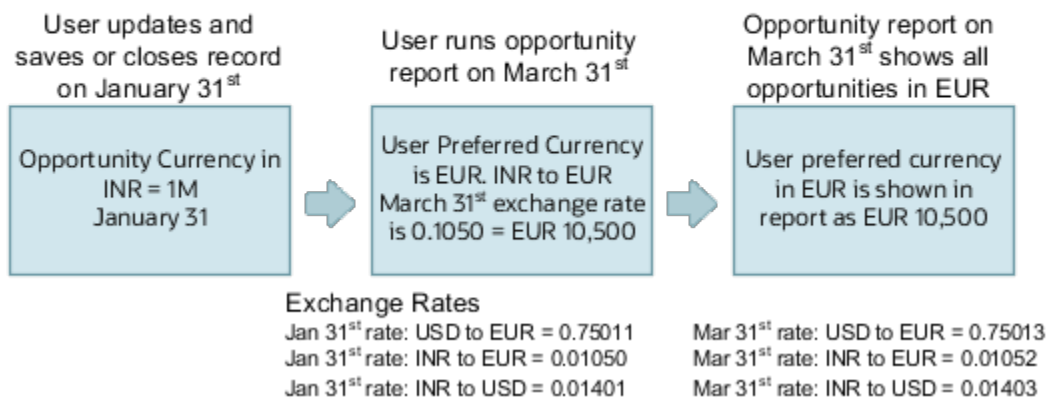 User updates and
saves or closes record
on January 31st
User runs opportunity
report on March 31st
Opportunity report on
March 31st shows all
opportunities in EUR
Opportunity Currency in
INR = 1M
January 31
User Preferred Currency
is EUR. INR to EUR
March 31st exchange rate
is 0.1050 = EUR 10,500
User preferred currency
in EUR is shown in
report as EUR 10,500
Exchange Rates
Jan 31st rate: USD to EUR = 0.75011
Jan 31st rate: INR to EUR = 0.01050
Jan 31st rate: INR to USD = 0.01401
Mar 31st rate: USD to EUR = 0.75013
Mar 31st rate: INR to EUR = 0.01052
Mar 31st rate: INR to USD = 0.01403